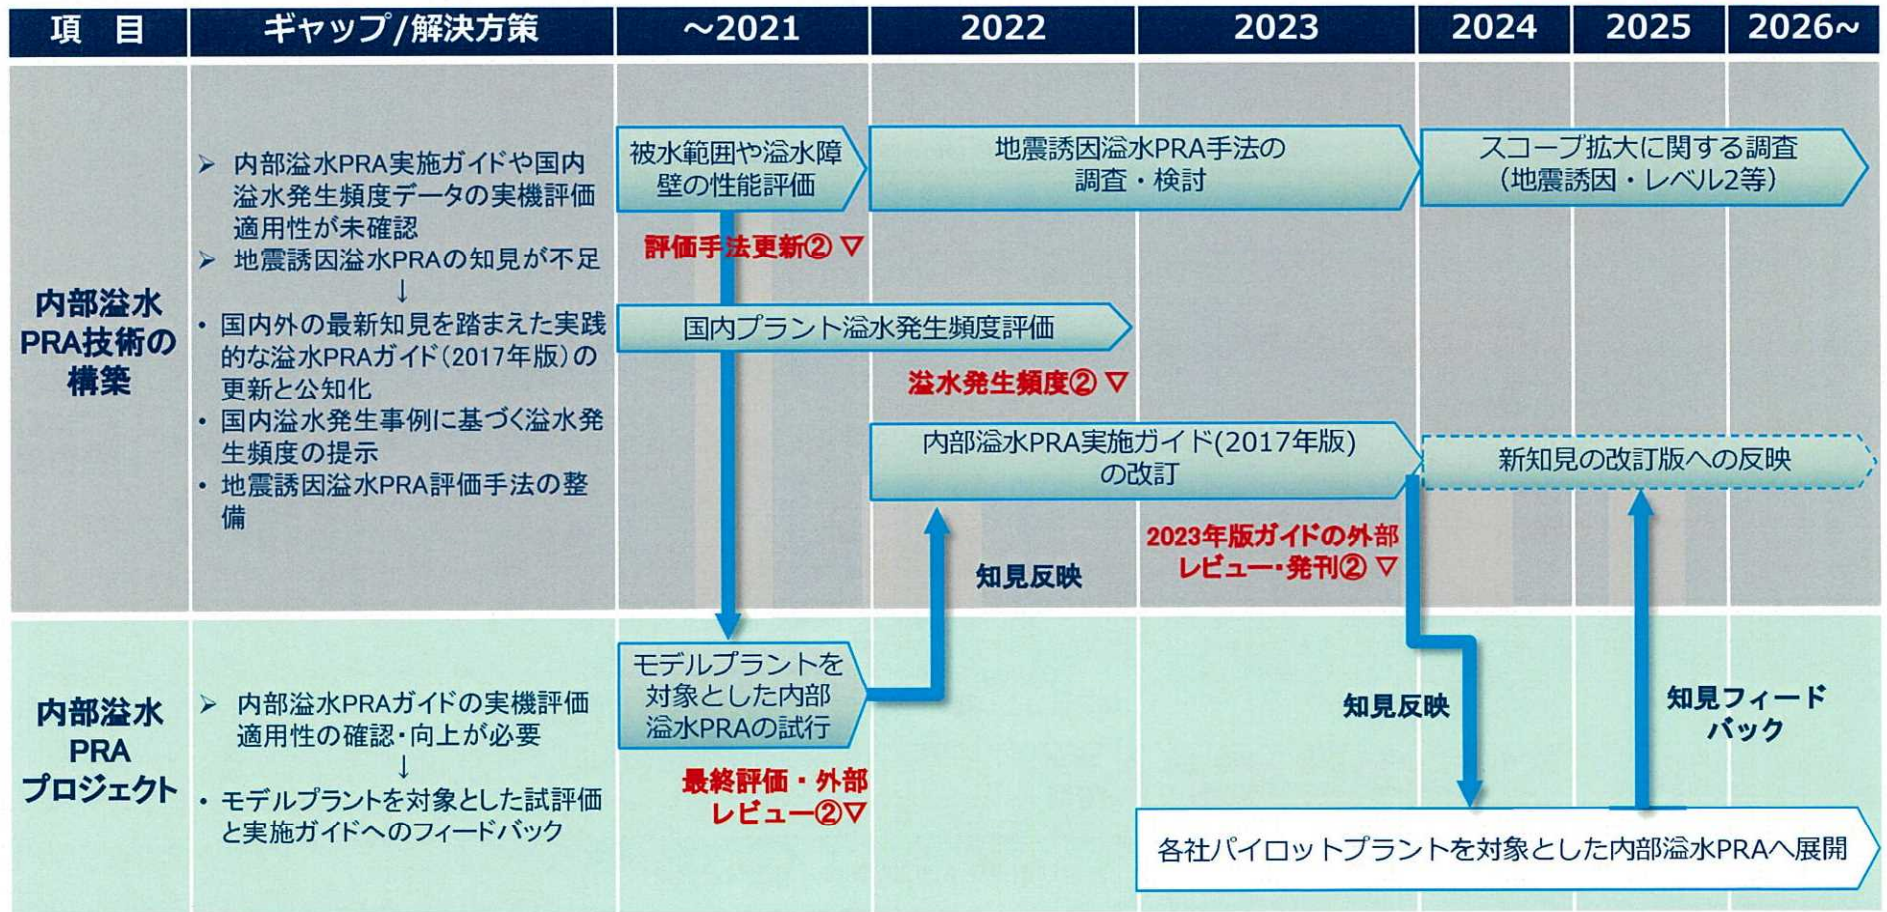 項 目
ギャップ/解決方策
～2021
2022
2023
2024
2025
2026~
内部溢水
PRA技術の
構築
➢ 内部溢水PRA実施ガイドや国内
溢水発生頻度データの実機評価
適用性が未確認
➢ 地震誘因溢水PRAの知見が不足
↓
・ 国内外の最新知見を踏まえた実践
的な溢水PRAガイド(2017年版)の
更新と公知化
・ 国内溢水発生事例に基づく溢水発
生頻度の提示
・ 地震誘因溢水PRA評価手法の整
備
被水範囲や溢水障
壁の性能評価
地震誘因溢水PRA手法の
調査・検討
スコープ拡大に関する調査
（地震誘因・レベル2等）
評価手法更新② ▽
国内プラント溢水発生頻度評価
溢水発生頻度② ▽
内部溢水PRA実施ガイド(2017年版)
の改訂
新知見の改訂版への反映
2023年版ガイドの外部
レビュー・発刊② ▽
知見反映
内部溢水
PRA
プロジェクト
➢ 内部溢水PRAガイドの実機評価
適用性の確認・向上が必要
↓
・ モデルプラントを対象とした試評価
と実施ガイドへのフィードバック
モデルプラントを
対象とした内部
溢水PRAの試行
最終評価・外部
レビュー②▽
知見反映
知見フィード
バック
各社パイロットプラントを対象とした内部溢水PRAへ展開